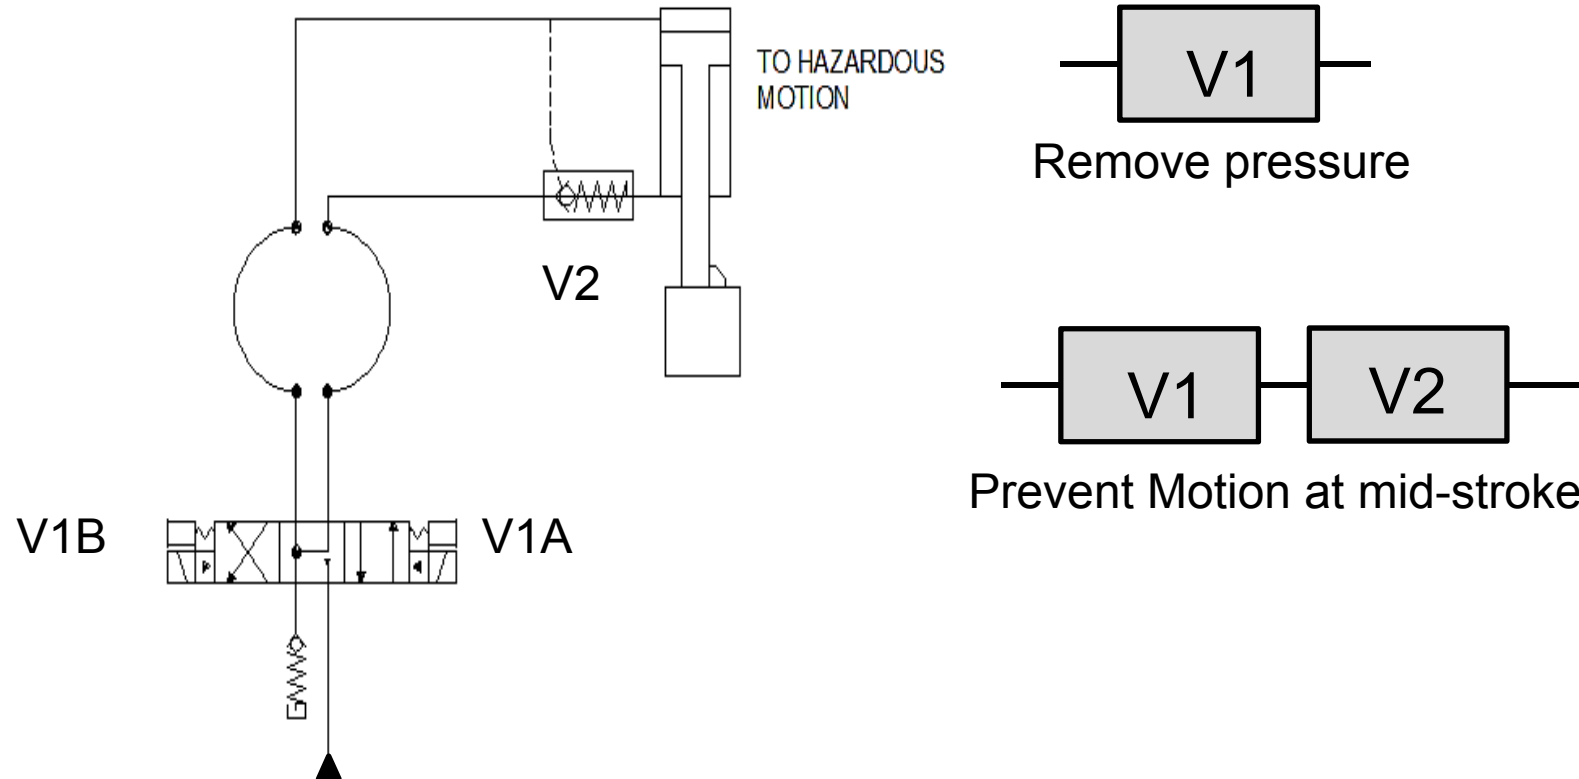 TO HAZARDOUS
MOTION
V2
V1B
V1A
V1
Remove pressure
V1
V2
Prevent Motion at mid-stroke